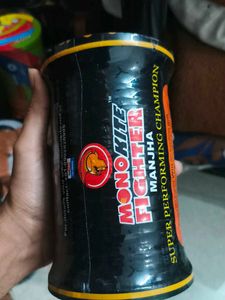 MONO KITE
FIGHTER
MANJHA
SUPER PERFORMING CHAMPION